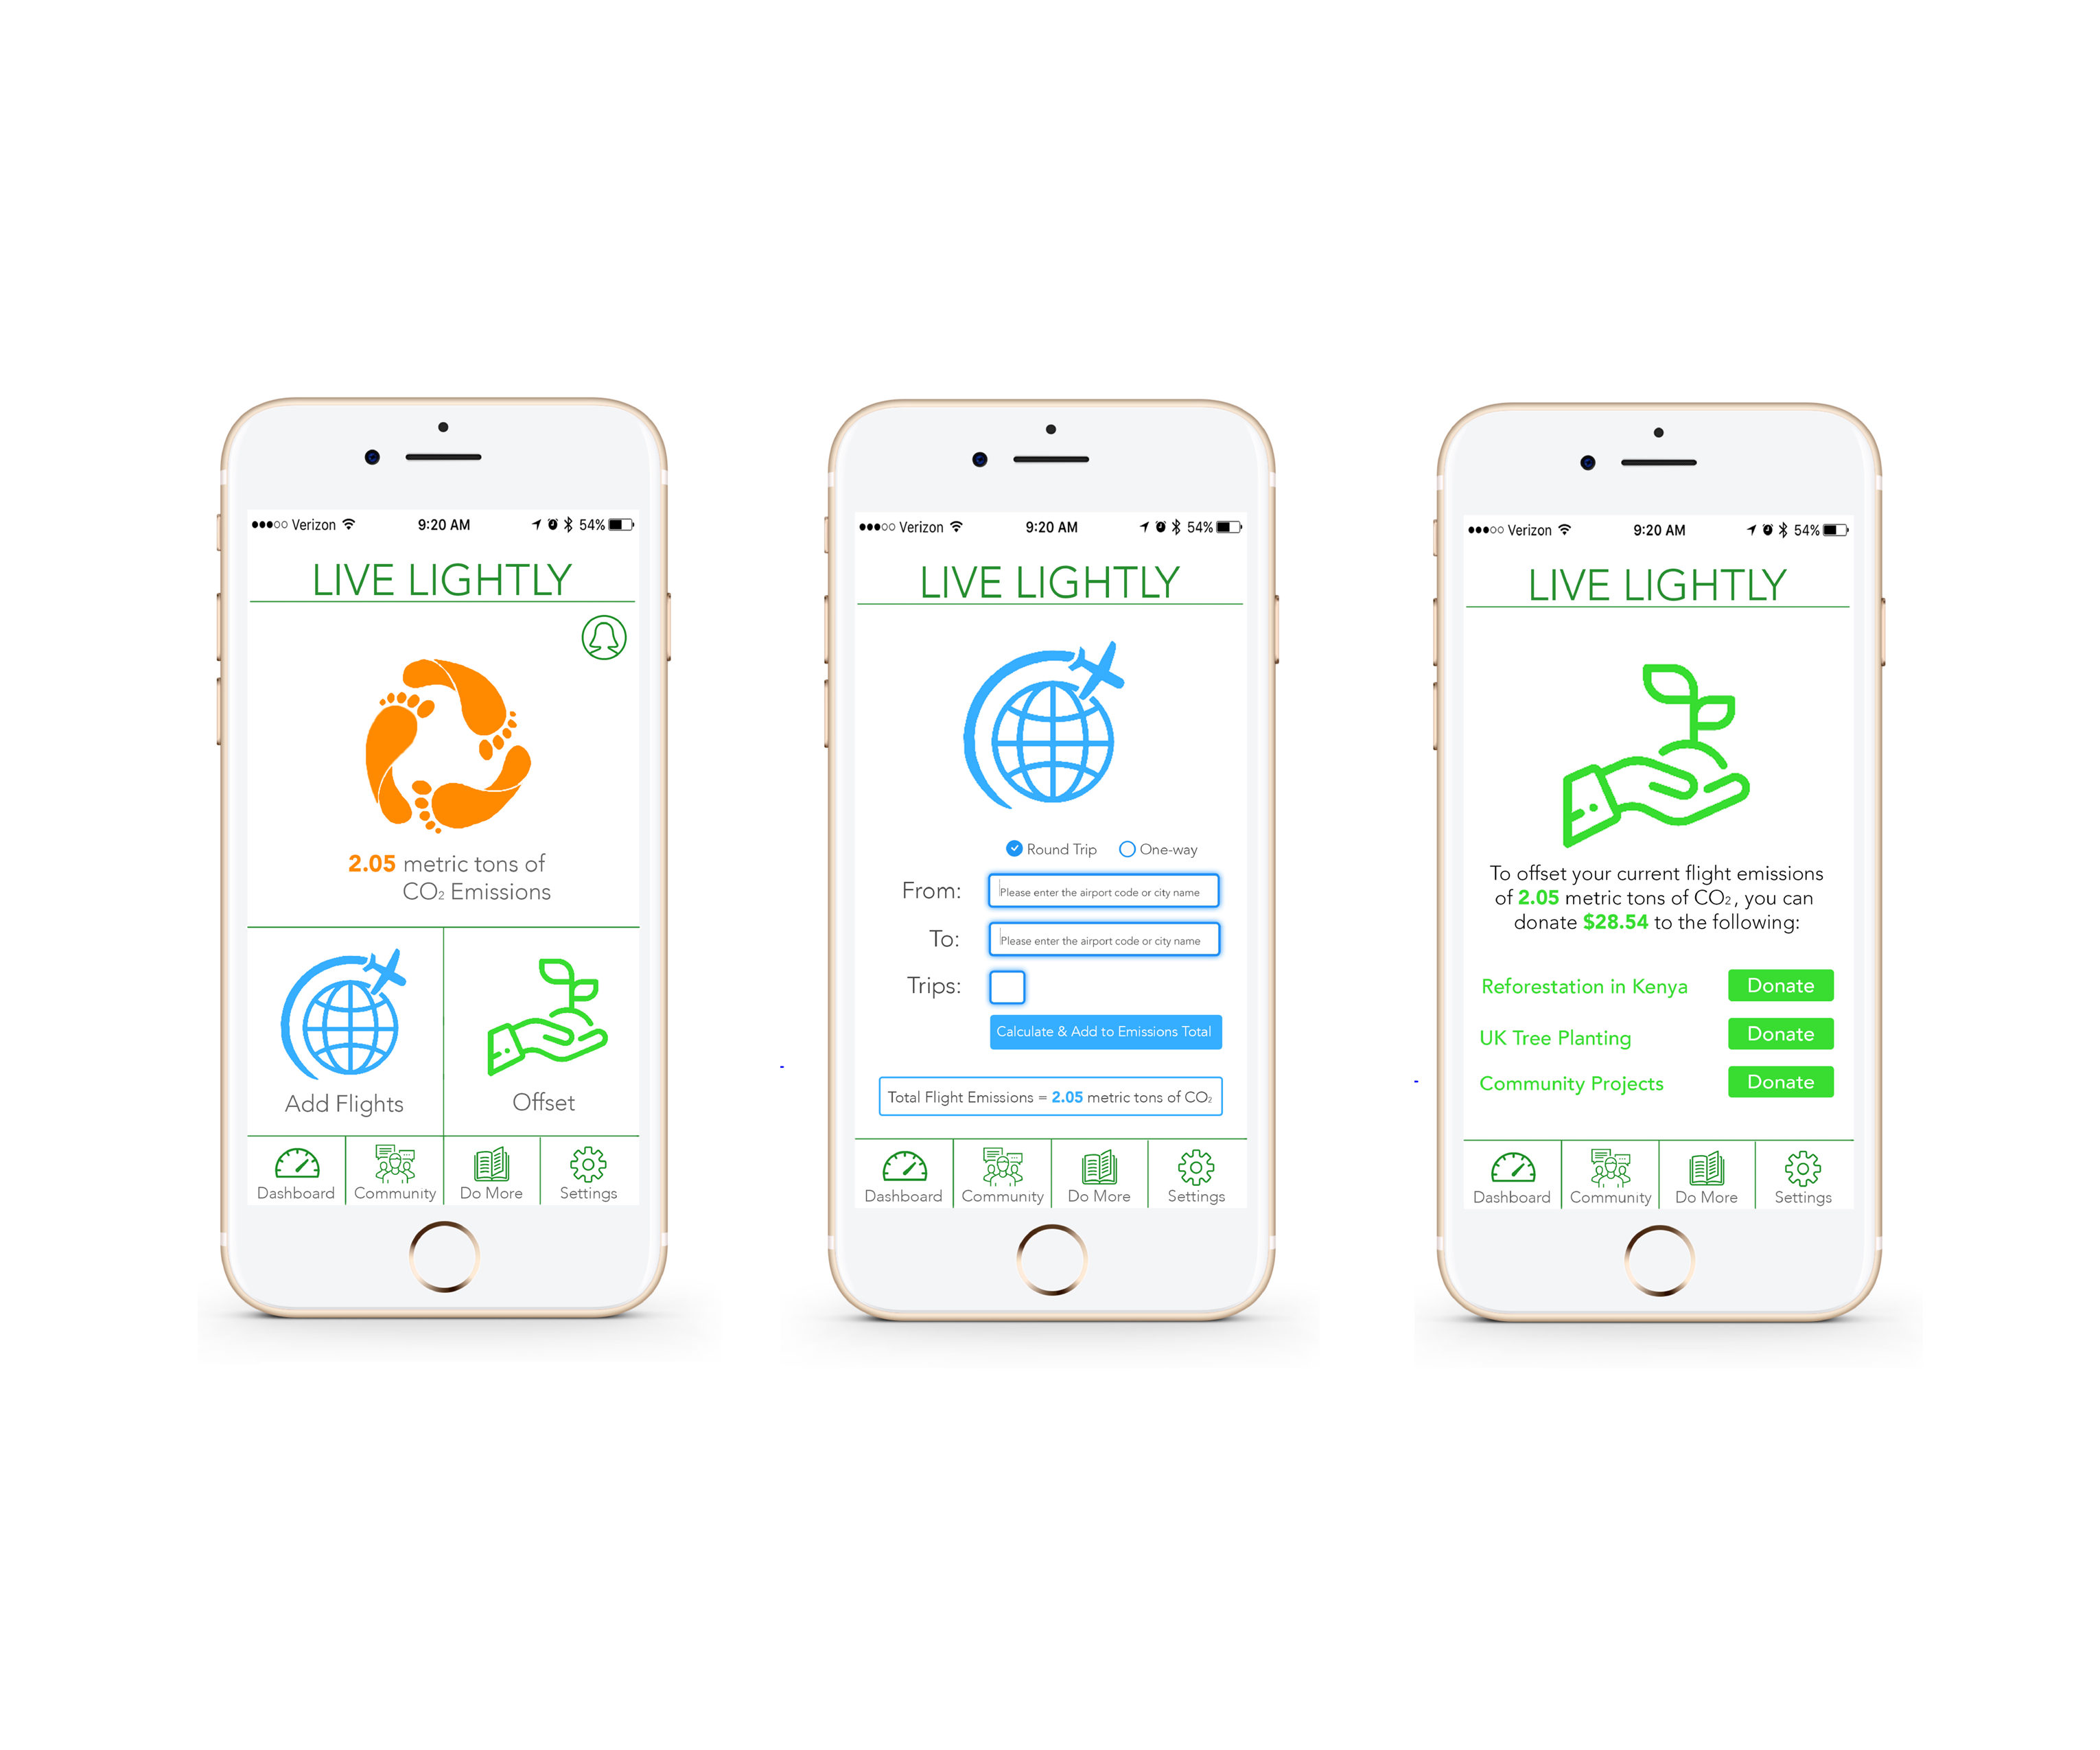 Verizon 9:20 AM 54%
LIVE LIGHTLY
2.05 metric tons of
CO₂ Emissions
Add Flights Offset
Dashboard Community Do More Settings
Verizon 9:20 AM 54%
LIVE LIGHTLY
Round Trip One-way
From: Please enter the airport code or city name
To: Please enter the airport code or city name
Trips:
Calculate & Add to Emissions Total
Total Flight Emissions = 2.05 metric tons of CO₂
Dashboard Community Do More Settings
Verizon 9:20 AM 54%
LIVE LIGHTLY
To offset your current flight emissions
of 2.05 metric tons of CO₂, you can
donate $28.54 to the following:
Reforestation in Kenya Donate
UK Tree Planting Donate
Community Projects Donate
Dashboard Community Do More Settings